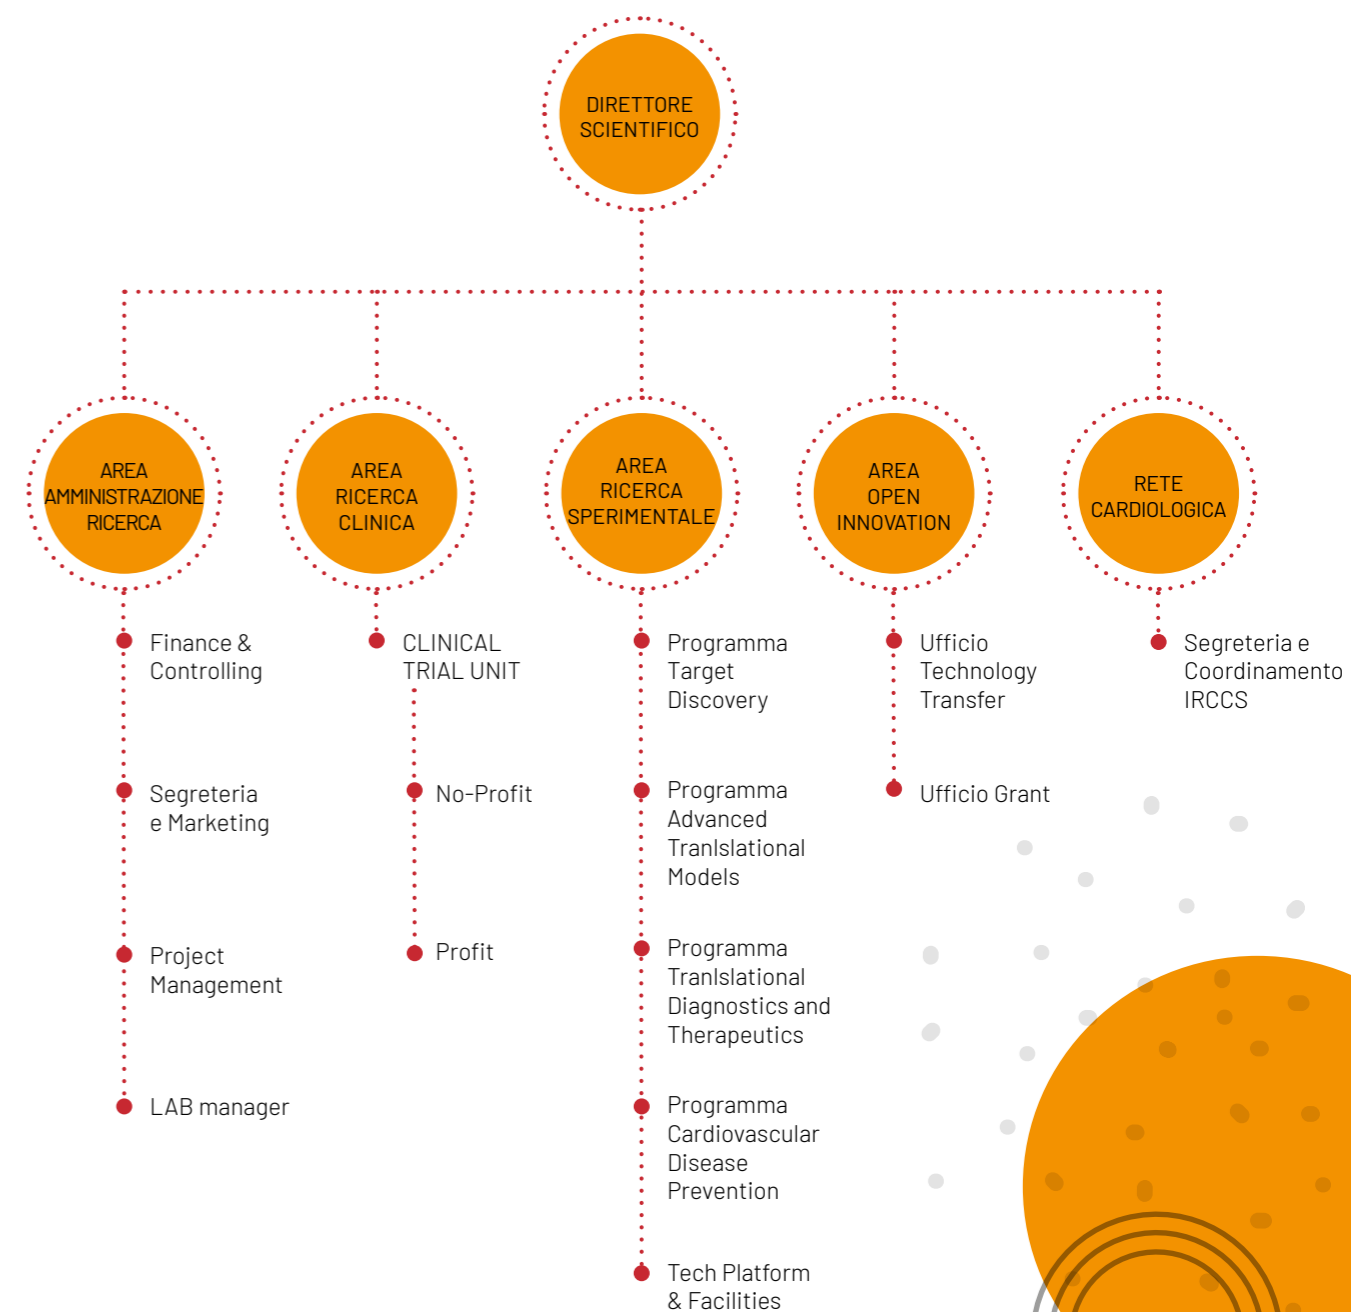 DIRETTORE
SCIENTIFICO
AREA
AMMINISTRAZIONE
RICERCA
AREA
RICERCA
CLINICA
AREA
RICERCA
SPERIMENTALE
AREA
OPEN
INNOVATION
RETE
CARDIOLOGICA
Finance &
Controlling
Segreteria
e Marketing
Project
Management
LAB manager
CLINICAL
TRIAL UNIT
No-Profit
Profit
Programma
Target
Discovery
Programma
Advanced
Tranlslational
Models
Programma
Tranlslational
Diagnostics and
Therapeutics
Programma
Cardiovascular
Disease
Prevention
Tech Platform
& Facilities
Ufficio
Technology
Transfer
Ufficio Grant
Segreteria e
Coordinamento
IRCCS